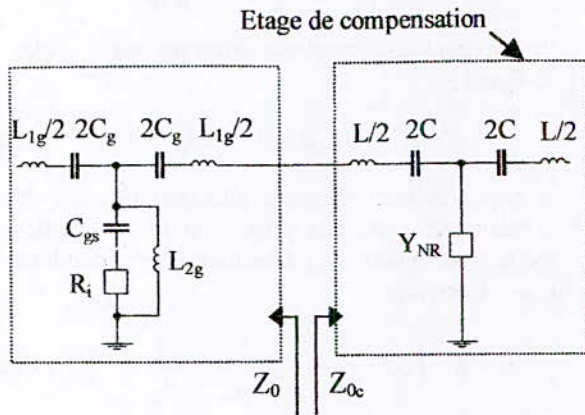 Etage de compensation
L1g/2 2Cg 2Cg L1g/2
L/2 2C 2C L/2
Cgs
Ri
L2g
YNR
Z0 Z0c